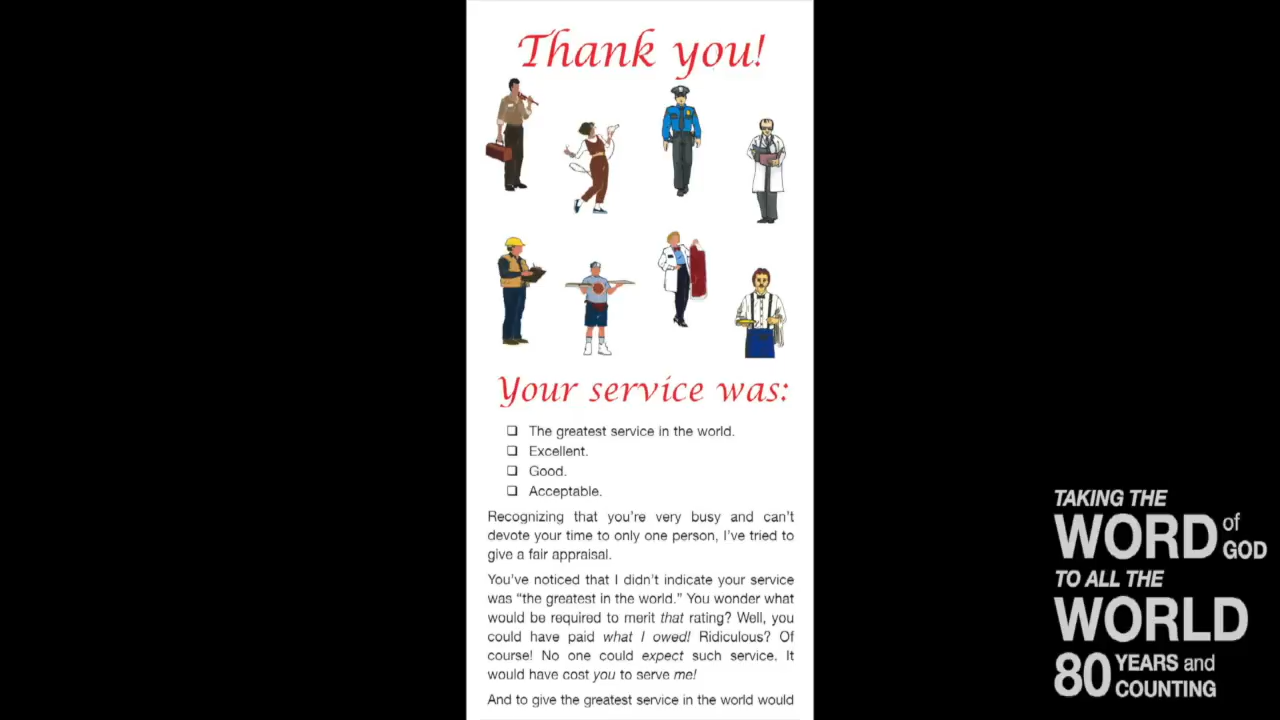 Thank you!
Your service was:
❑ The greatest service in the world.
❑ Excellent.
❑ Good.
❑ Acceptable.
Recognizing that you're very busy and can't
devote your time to only one person, I've tried to
give a fair appraisal.
You've noticed that I didn't indicate your service
was “the greatest in the world.” You wonder what
would be required to merit that rating? Well, you
could have paid what I owed! Ridiculous? Of
course! No one could expect such service. It
would have cost you to serve me!
And to give the greatest service in the world would
TAKING THE
WORD of GOD
TO ALL THE
WORLD
80 YEARS and COUNTING